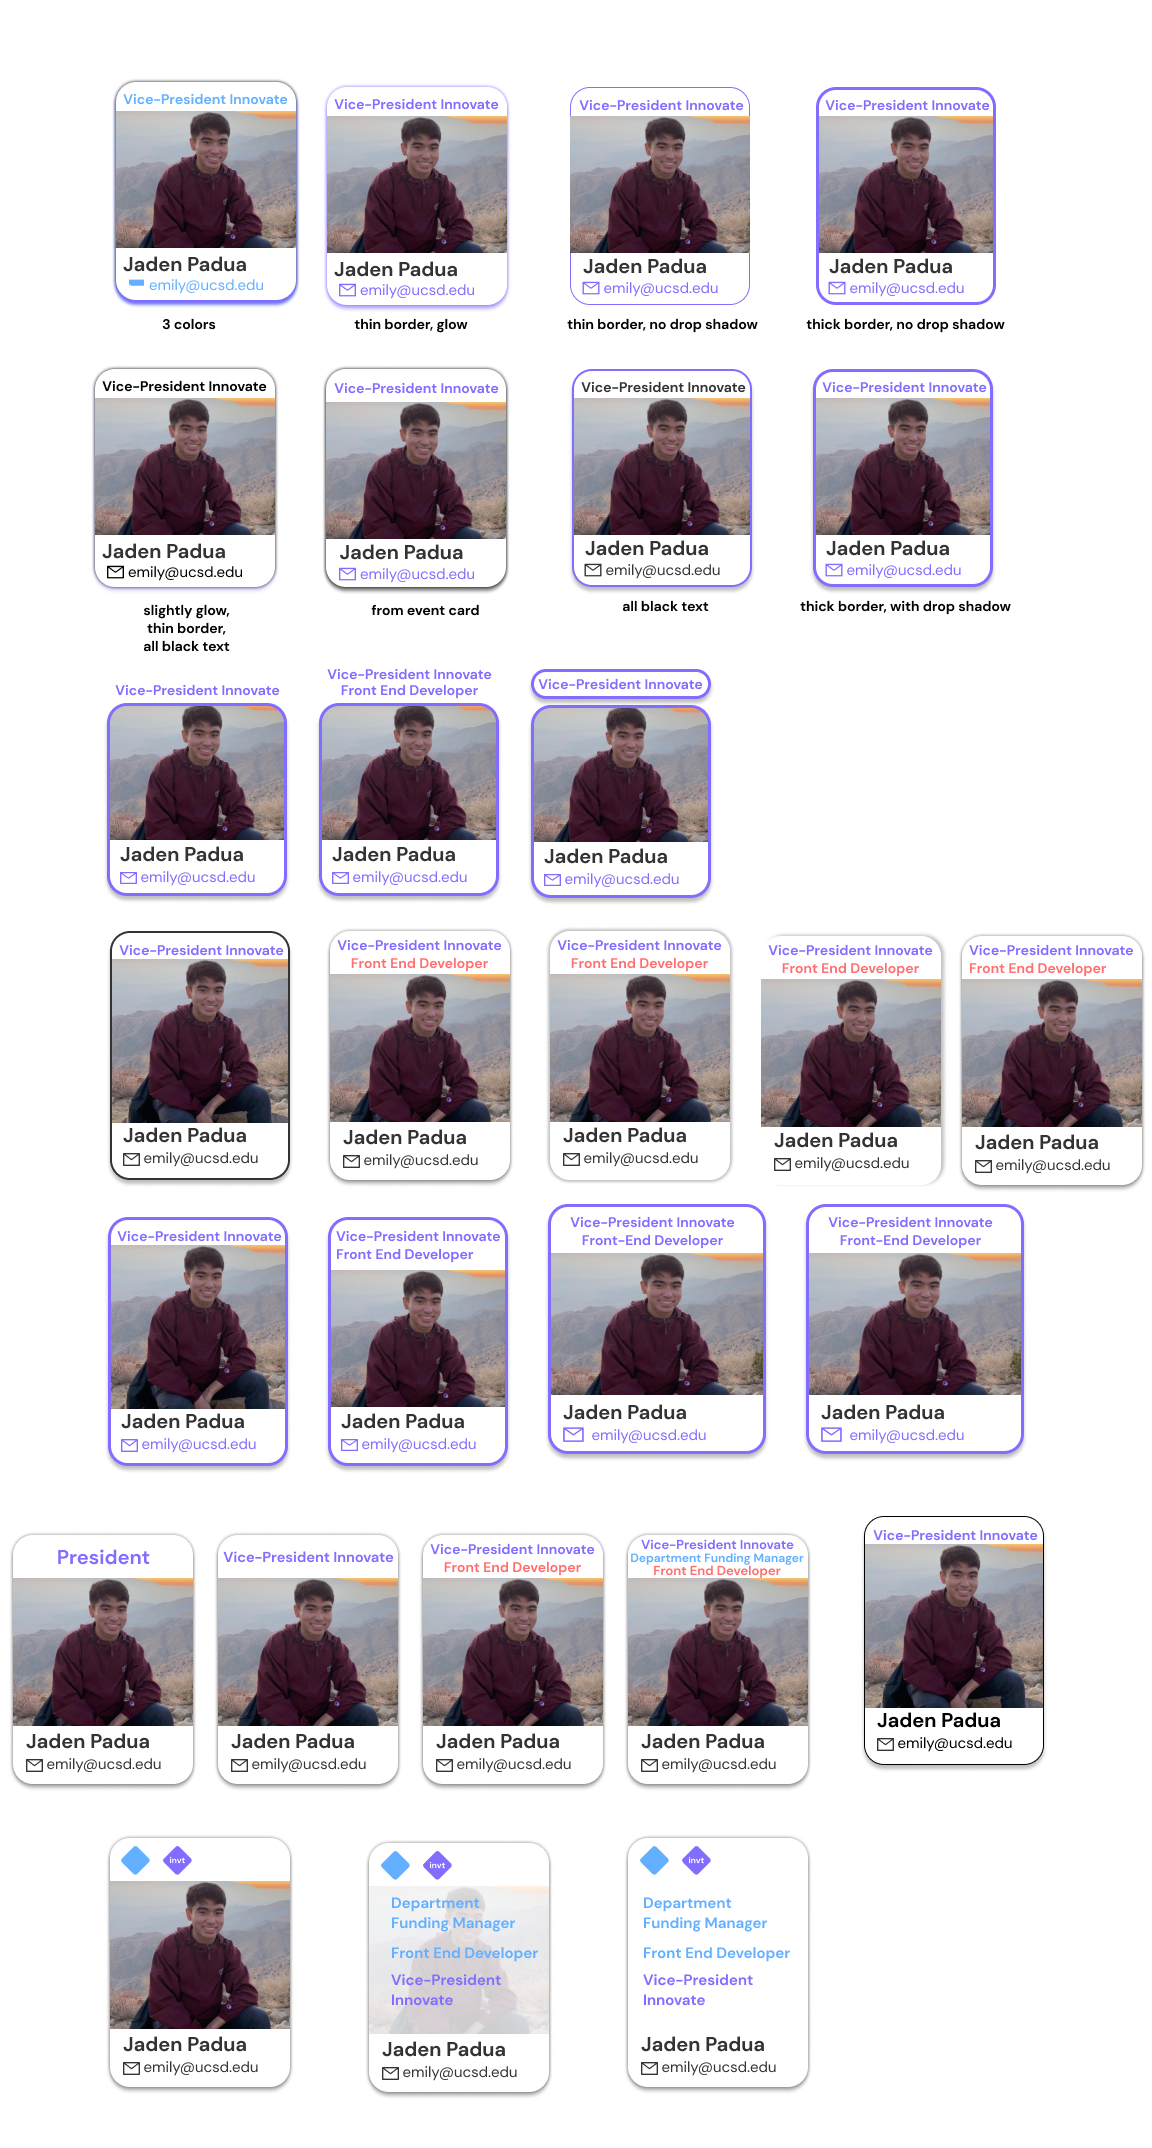 Vice-President Innovate
Jaden Padua
emily@ucsd.edu
3 colors
Vice-President Innovate
Jaden Padua
emily@ucsd.edu
thin border, glow
Vice-President Innovate
Jaden Padua
emily@ucsd.edu
thin border, no drop shadow
Vice-President Innovate
Jaden Padua
emily@ucsd.edu
thick border, no drop shadow
Vice-President Innovate
Jaden Padua
emily@ucsd.edu
slightly glow,
thin border,
all black text
Vice-President Innovate
Jaden Padua
emily@ucsd.edu
from event card
Vice-President Innovate
Jaden Padua
emily@ucsd.edu
all black text
Vice-President Innovate
Jaden Padua
emily@ucsd.edu
thick border, with drop shadow
Vice-President Innovate
Jaden Padua
emily@ucsd.edu
Vice-President Innovate
Front End Developer
Jaden Padua
emily@ucsd.edu
Vice-President Innovate
Jaden Padua
emily@ucsd.edu
Vice-President Innovate
Jaden Padua
emily@ucsd.edu
Vice-President Innovate
Front End Developer
Jaden Padua
emily@ucsd.edu
Vice-President Innovate
Front End Developer
Jaden Padua
emily@ucsd.edu
Vice-President Innovate
Front End Developer
Jaden Padua
emily@ucsd.edu
Vice-President Innovate
Front End Developer
Jaden Padua
emily@ucsd.edu
Vice-President Innovate
Jaden Padua
emily@ucsd.edu
Vice-President Innovate
Front End Developer
Jaden Padua
emily@ucsd.edu
Vice-President Innovate
Front-End Developer
Jaden Padua
emily@ucsd.edu
Vice-President Innovate
Front-End Developer
Jaden Padua
emily@ucsd.edu
President
Jaden Padua
emily@ucsd.edu
Vice-President Innovate
Jaden Padua
emily@ucsd.edu
Vice-President Innovate
Front End Developer
Jaden Padua
emily@ucsd.edu
Vice-President Innovate
Department Funding Manager
Front End Developer
Jaden Padua
emily@ucsd.edu
Vice-President Innovate
Jaden Padua
emily@ucsd.edu
invt
Jaden Padua
emily@ucsd.edu
invt
Department
Funding Manager
Front End Developer
Vice-President
Innovate
Jaden Padua
emily@ucsd.edu
invt
Department
Funding Manager
Front End Developer
Vice-President
Innovate
Jaden Padua
emily@ucsd.edu